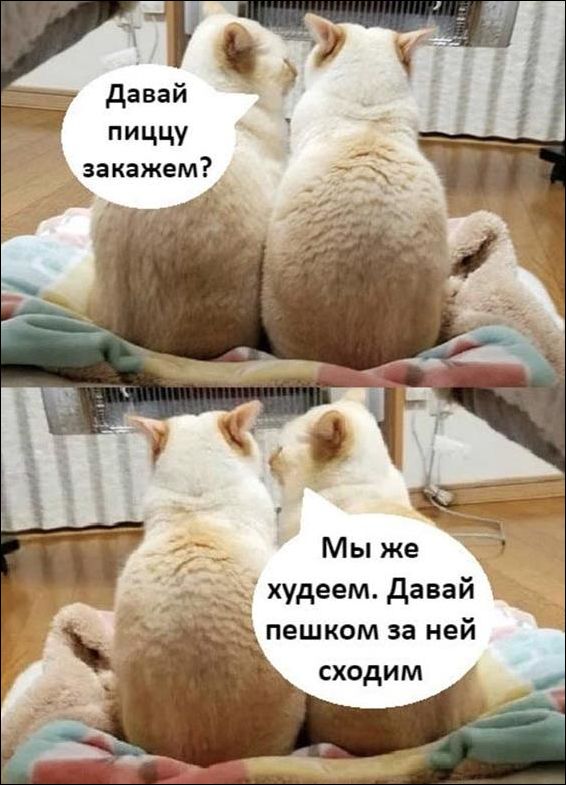 Давай
пиццу
закажем?
Мы же
худеем. Давай
пешком за ней
сходим